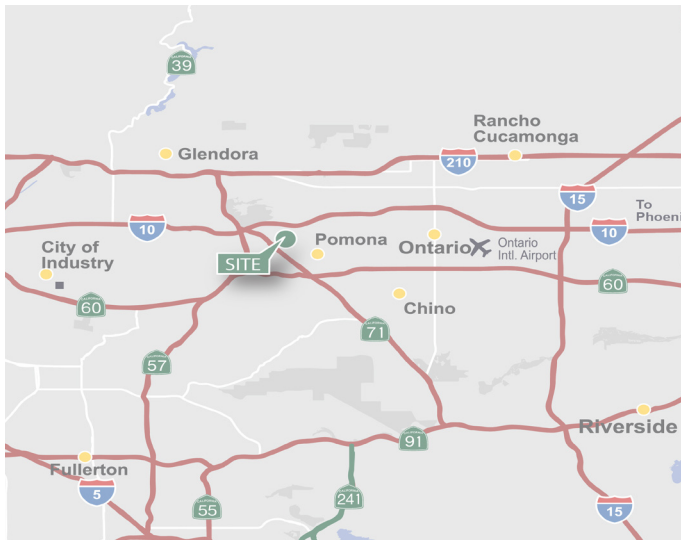 39
Rancho
Cucamonga
Glendora
210
15
To
Phoeni
10
10
City of
Industry
Pomona
Ontario
Ontario
Intl. Airport
SITE
60
60
Chino
71
57
Riverside
91
Fullerton
5
55
241
15